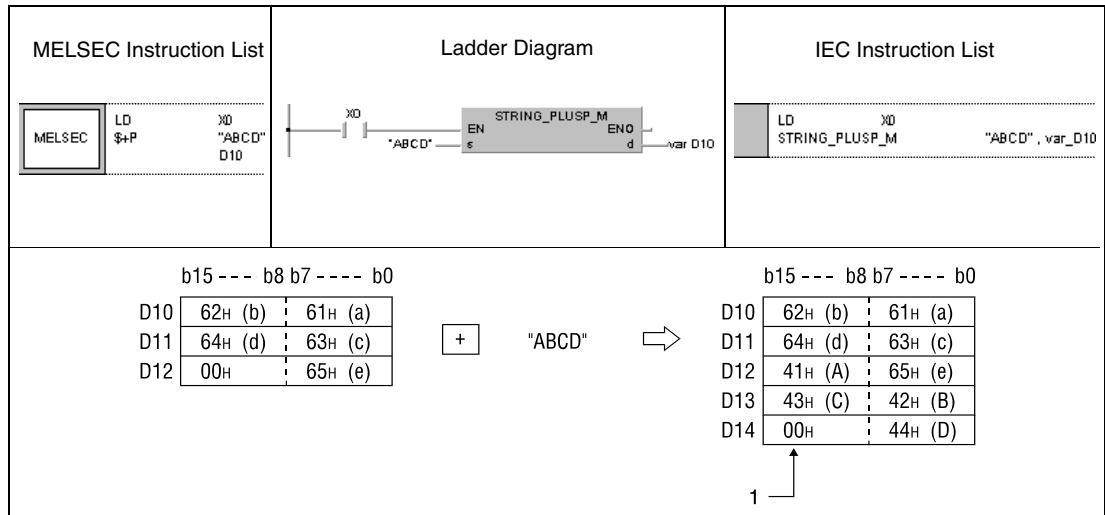 MELSEC Instruction List
Ladder Diagram
IEC Instruction List
MELSEC
LD X0
$+P "ABCD"
D10
X0
STRING_PLUSP_M
EN ENO
"ABCD" s d var D10
LD X0
STRING_PLUSP_M "ABCD" , var_D10
b15 --- b8 b7 ---- b0
D10 62H (b) 61H (a)
D11 64H (d) 63H (c)
D12 00H 65H (e)
+ "ABCD"
b15 --- b8 b7 ---- b0
D10 62H (b) 61H (a)
D11 64H (d) 63H (c)
D12 41H (A) 65H (e)
D13 43H (C) 42H (B)
D14 00H 44H (D)
1